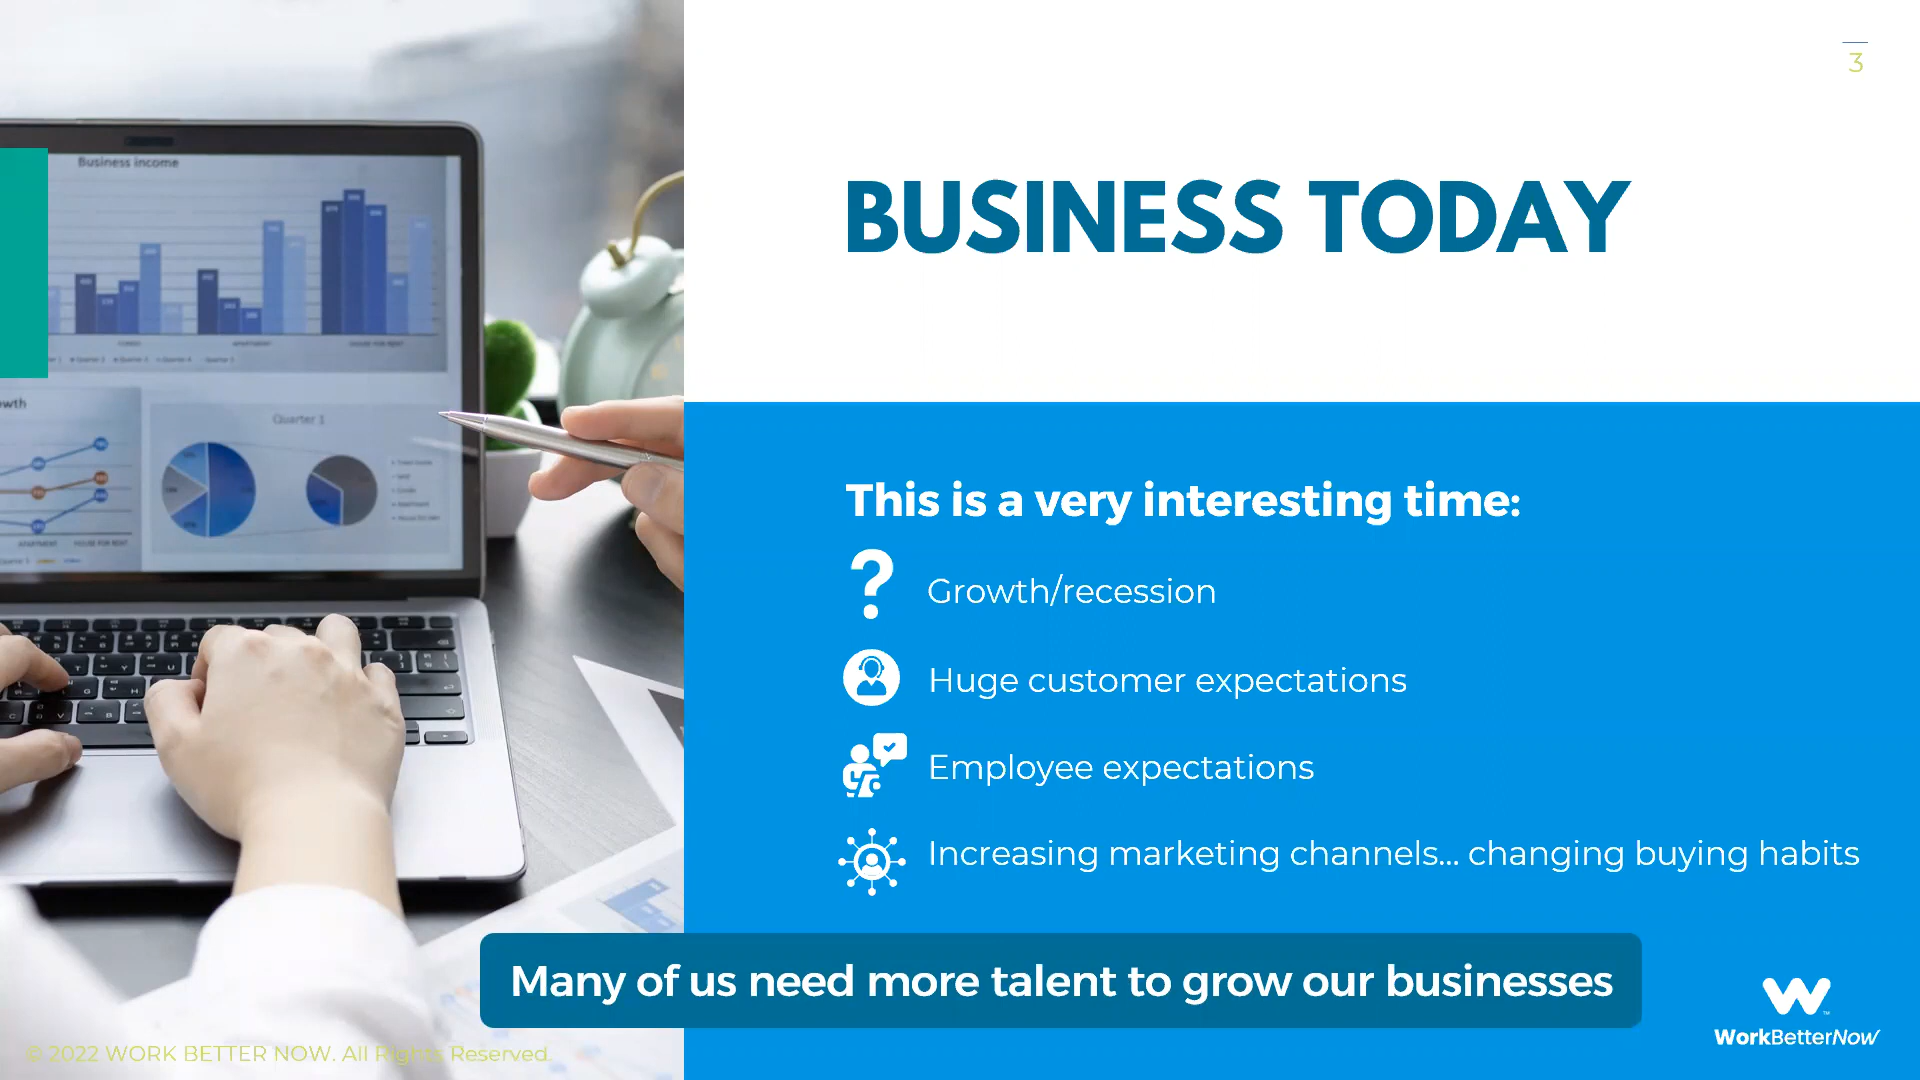 3
BUSINESS TODAY
Business income
Quarter 1
This is a very interesting time:
Growth/recession
Huge customer expectations
Employee expectations
Increasing marketing channels... changing buying habits
Many of us need more talent to grow our businesses
WorkBetterNow
© 2022 WORK BETTER NOW. All Rights Reserved.